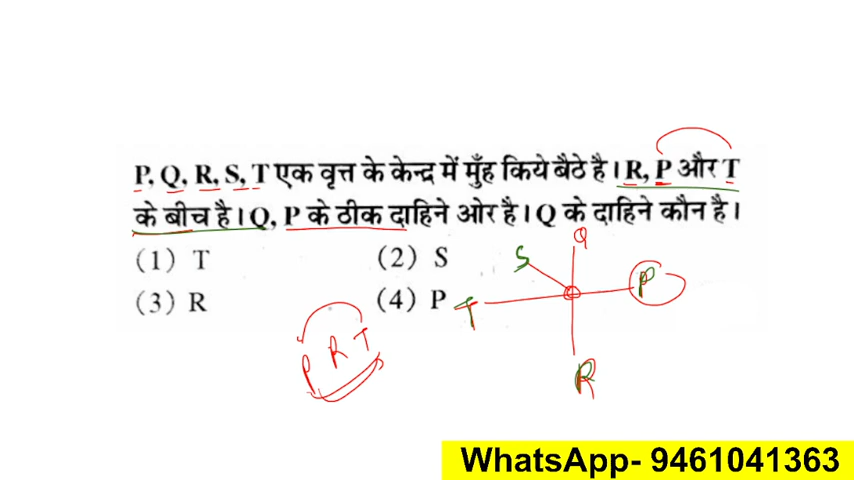 P, Q, R, S, T एक वृत्त के केन्द्र में मुँह किये बैठे है। R, P और T
के बीच है। Q, P के ठीक दाहिने ओर है। Q के दाहिने कौन है।
(1) T (2) S
(3) R (4) P
Q
S
P
T
R
P R T
WhatsApp- 9461041363